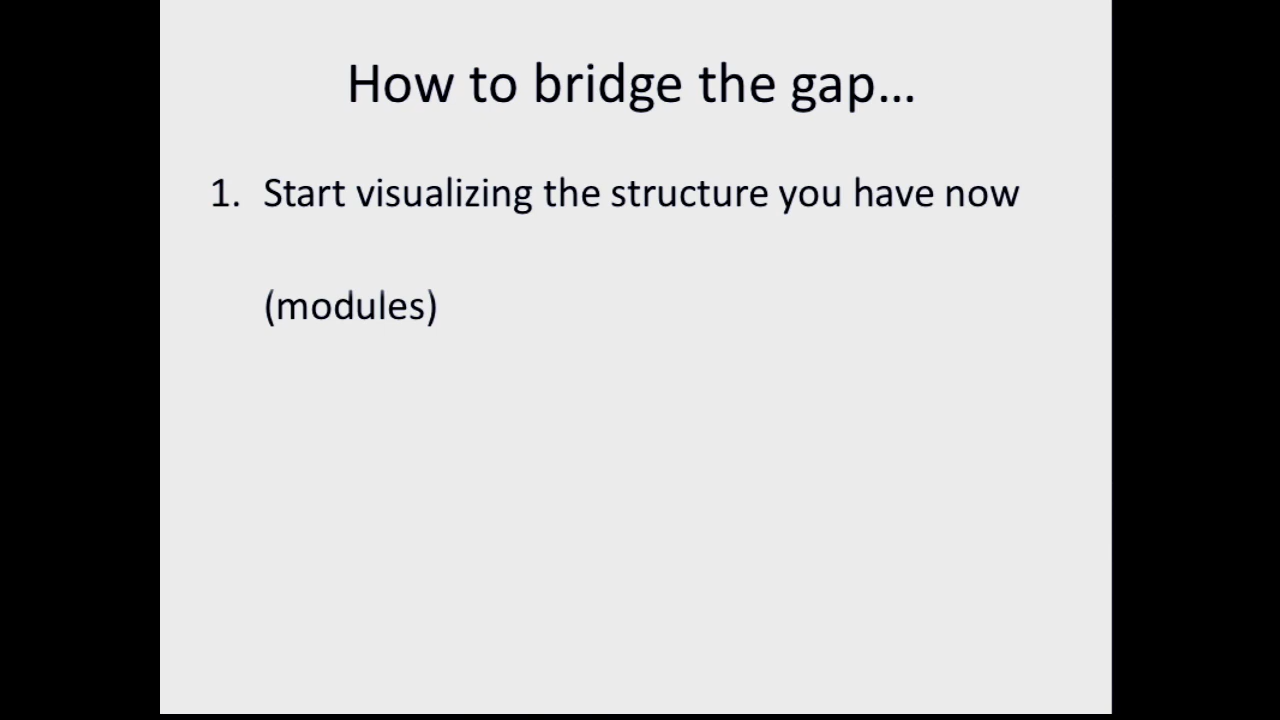 How to bridge the gap...
1. Start visualizing the structure you have now
(modules)